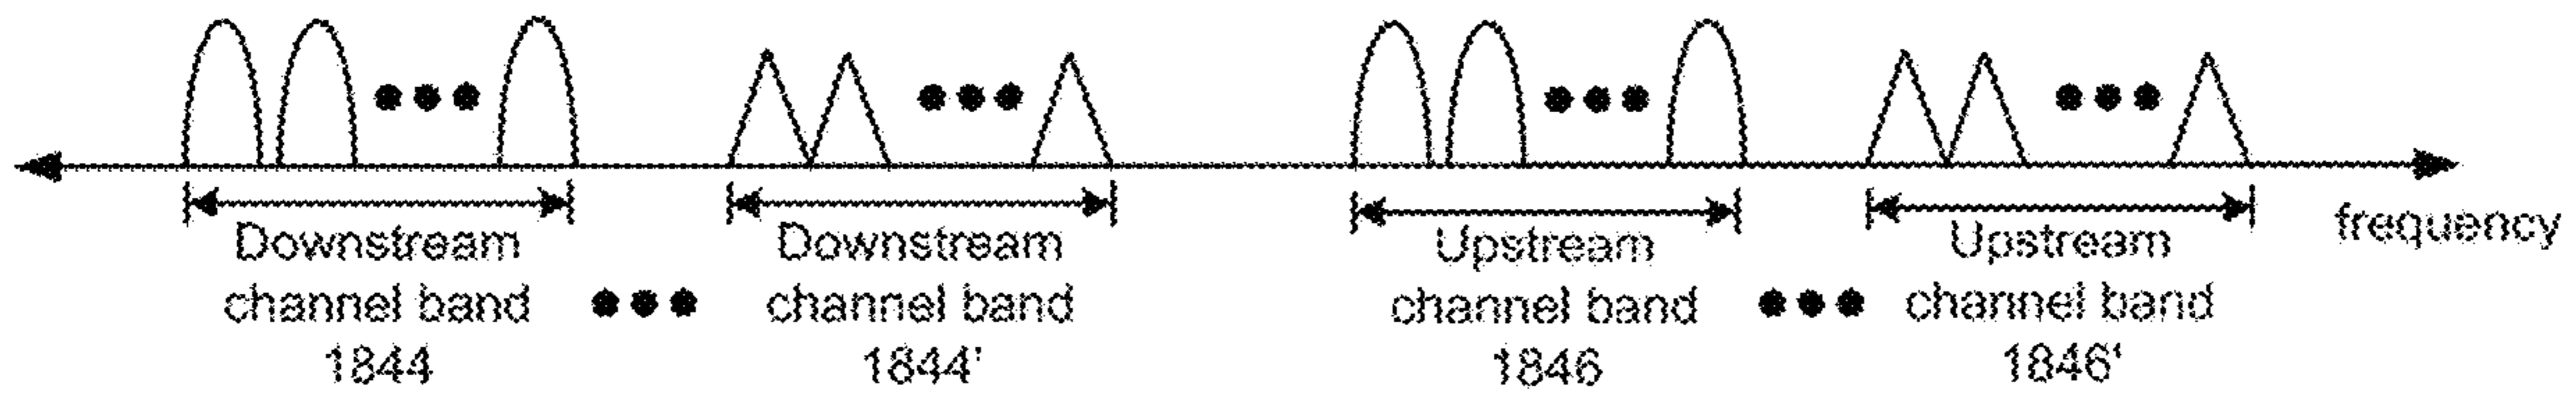 Downstream
channel band
1844
Downstream
channel band
1844'
Upstream
channel band
1846
Upstream
channel band
1846'
frequency